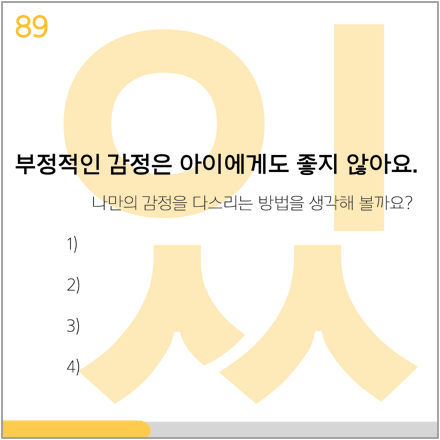 89
있
부정적인 감정은 아이에게도 좋지 않아요.
나만의 감정을 다스리는 방법을 생각해 볼까요?
1)
2)
3)
4)